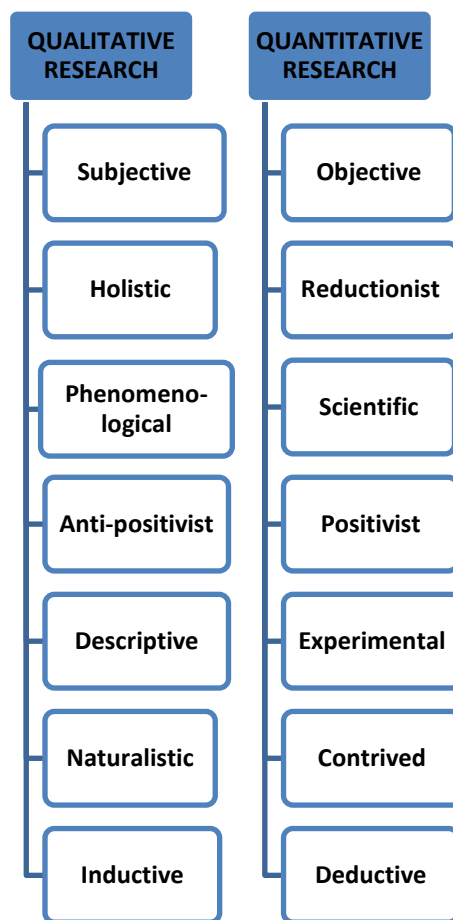 QUALITATIVE
RESEARCH
Subjective
Holistic
Phenomeno-
logical
Anti-positivist
Descriptive
Naturalistic
Inductive
QUANTITATIVE
RESEARCH
Objective
Reductionist
Scientific
Positivist
Experimental
Contrived
Deductive